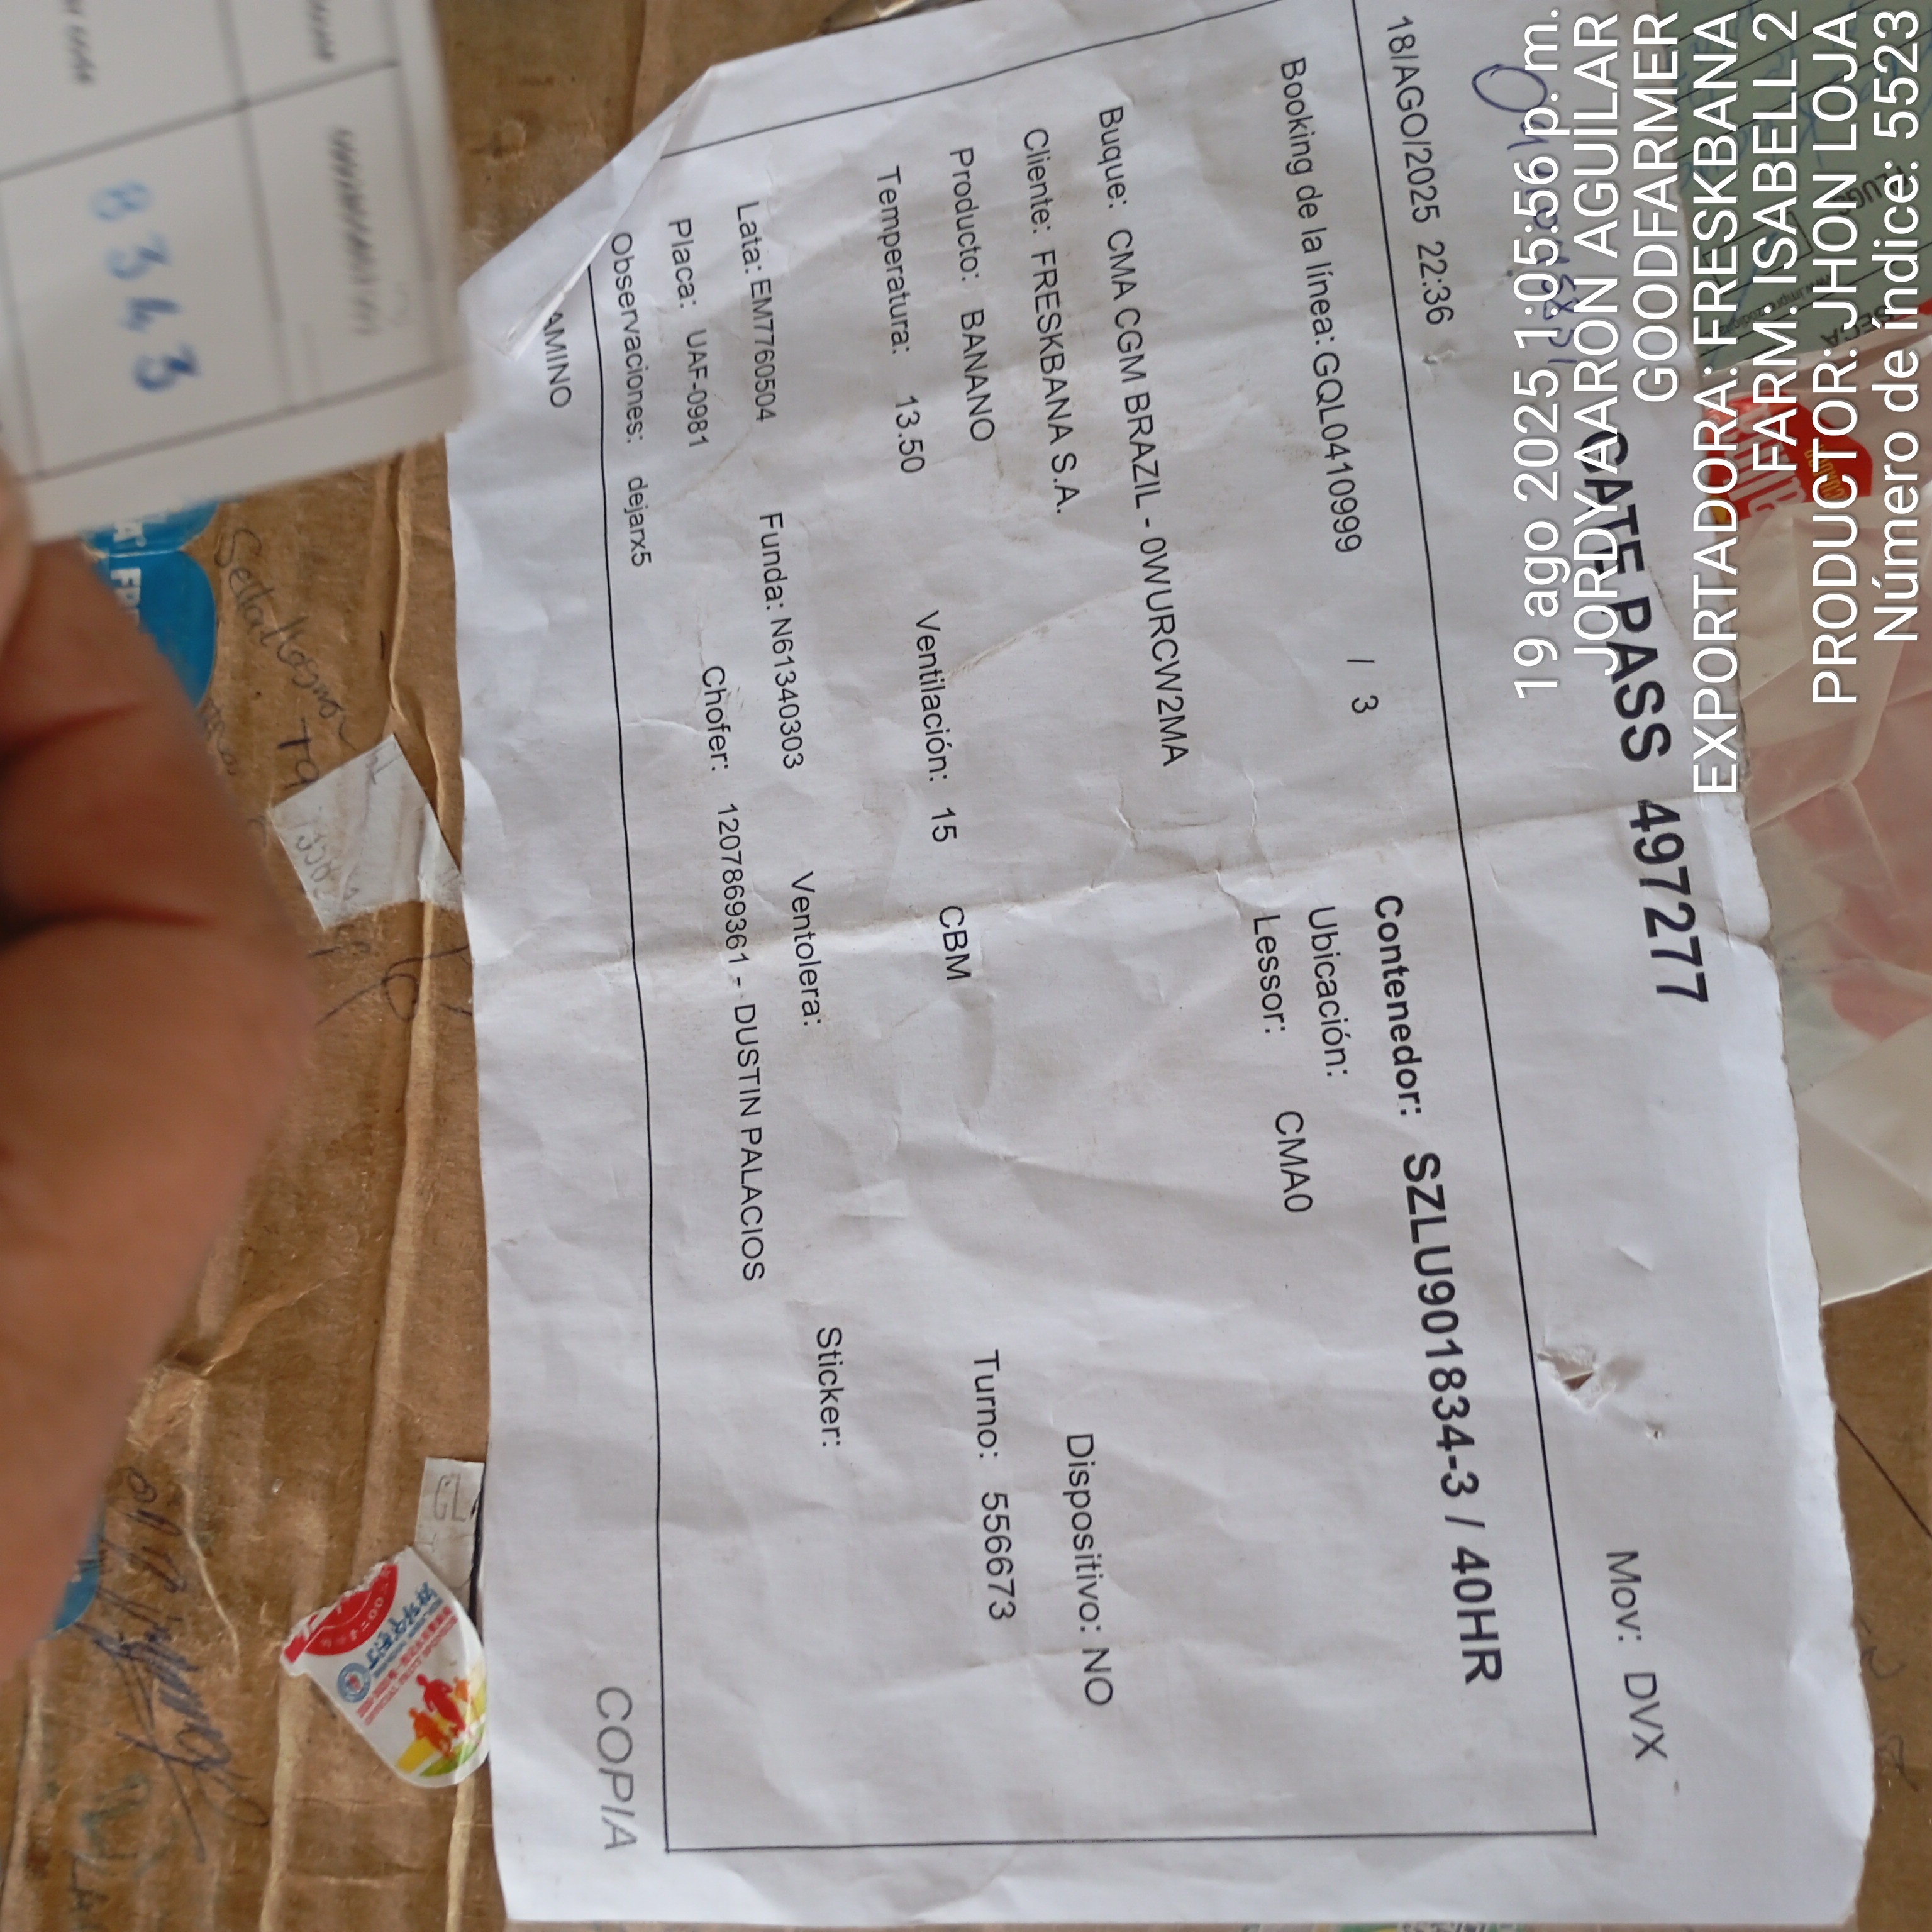 GATE PASS 497277
Mov: DVX
18/AGO/2025 22:36
Contenedor: SZLU901834-3 / 40HR
Booking de la línea: GQL0410999 / 3
Ubicación:
Lessor: CMA0
Buque: CMA CGM BRAZIL - 0WURCW2MA
Cliente: FRESKBANA S.A.
Dispositivo: NO
Producto: BANANO
Temperatura: 13.50 Ventilación: 15 CBM
Turno: 556673
Lata: EM7760504 Funda: N61340303 Ventolera: Sticker:
Placa: UAF-0981 Chofer: 1207869361 - DUSTIN PALACIOS
Observaciones: dejarx5
AMINO
COPIA
8343
19 ago 2025 1:05:56 p. m.
JORDY AARON AGUILAR
GOODFARMER
EXPORTADORA: FRESKBANA
FARM: ISABELL 2
PRODUCTOR: JHON LOJA
Número de índice: 5523